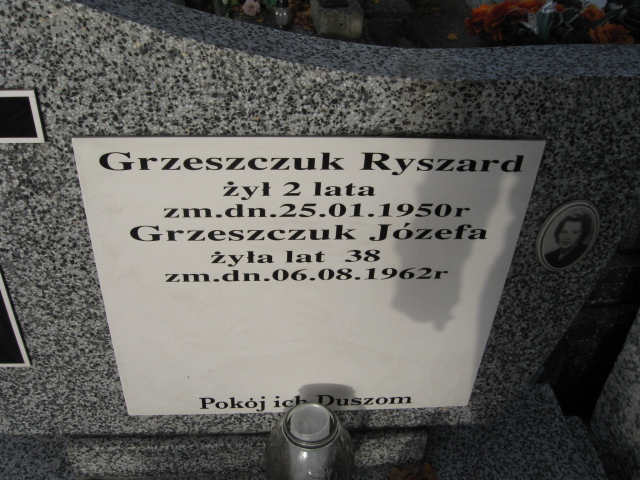 Grzeszczuk Ryszard
żył 2 lata
zm.dn.25.01.1950r
Grzeszczuk Józefa
żyła lat 38
zm.dn.06.08.1962r
Pokój ich Duszom